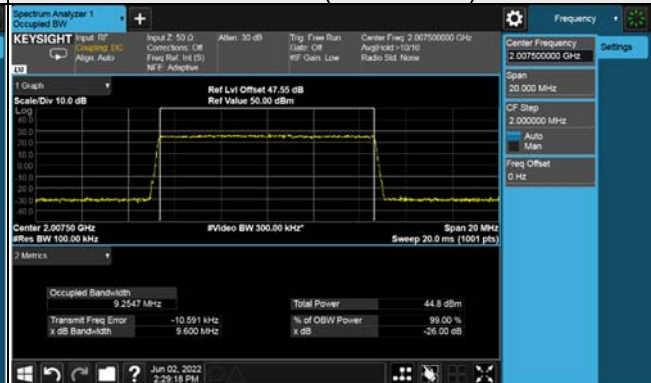 Spectrum Analyzer 1
Occupied BW
+
Frequency
KEYSIGHT
Input: RF
Coupling: DC
Align: Auto
Input Z: 50 Ω
Corrections: Off
Freq Ref: Int (S)
NFE: Adaptive
Atten: 30 dB
Trig: Free Run
Gate: Off
#IF Gain: Low
Center Freq: 2.007500000 GHz
Avg|Hold:>10/10
Radio Std: None
Center Frequency
2.007500000 GHz
Settings
Span
20.000 MHz
CF Step
2.000000 MHz
Auto
Man
Freq Offset
0 Hz
1 Graph
Scale/Div 10.0 dB
Ref Lvl Offset 47.55 dB
Ref Value 50.00 dBm
Log
40.0
30.0
20.0
10.0
0.00
-10.0
-20.0
-30.0
-40.0
Center 2.00750 GHz
#Res BW 100.00 kHz
#Video BW 300.00 kHz*
Span 20 MHz
Sweep 20.0 ms (1001 pts)
2 Metrics
Occupied Bandwidth
9.2547 MHz
Total Power 44.8 dBm
Transmit Freq Error -10.591 kHz
% of OBW Power 99.00 %
x dB Bandwidth 9.600 MHz
x dB -26.00 dB
?
Jun 02, 2022
2:29:18 PM